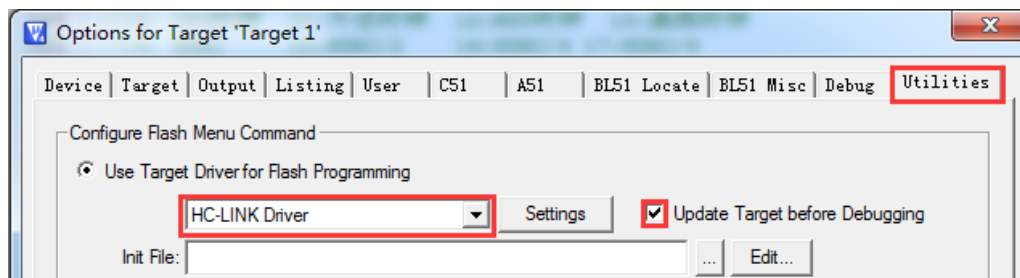 Options for Target 'Target 1'
Device Target Output Listing User C51 A51 BL51 Locate BL51 Misc Debug Utilities
Configure Flash Menu Command
Use Target Driver for Flash Programming
HC-LINK Driver Settings Update Target before Debugging
Init File: ... Edit...